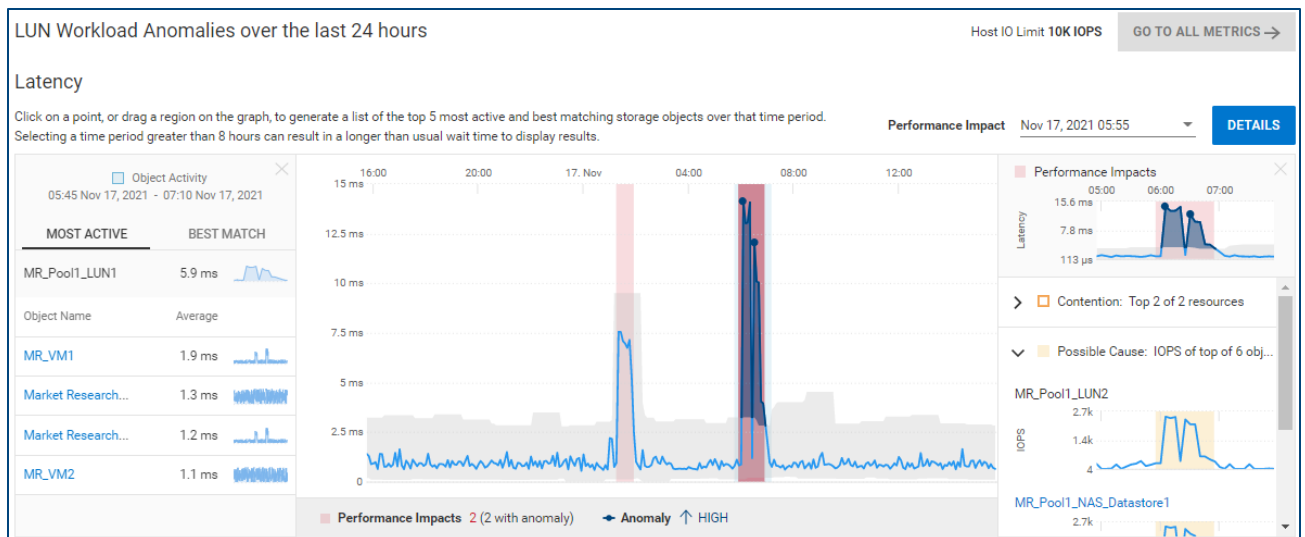 LUN Workload Anomalies over the last 24 hours
Host IO Limit 10K IOPS
GO TO ALL METRICS →
Latency
Click on a point, or drag a region on the graph, to generate a list of the top 5 most active and best matching storage objects over that time period.
Selecting a time period greater than 8 hours can result in a longer than usual wait time to display results.
Performance Impact Nov 17, 2021 05:55
DETAILS
Object Activity
05:45 Nov 17, 2021 - 07:10 Nov 17, 2021
MOST ACTIVE BEST MATCH
MR_Pool1_LUN1 5.9 ms
Object Name Average
MR_VM1 1.9 ms
Market Research... 1.3 ms
Market Research... 1.2 ms
MR_VM2 1.1 ms
16:00 20:00 17. Nov 04:00 08:00 12:00
15 ms
12.5 ms
10 ms
7.5 ms
5 ms
2.5 ms
0
Performance Impacts 2 (2 with anomaly) Anomaly ↑ HIGH
Performance Impacts
05:00 06:00 07:00
Latency
15.6 ms
7.8 ms
113 µs
Contention: Top 2 of 2 resources
Possible Cause: IOPS of top of 6 obj...
MR_Pool1_LUN2
IOPS
2.7k
1.4k
4
MR_Pool1_NAS_Datastore1
2.7k